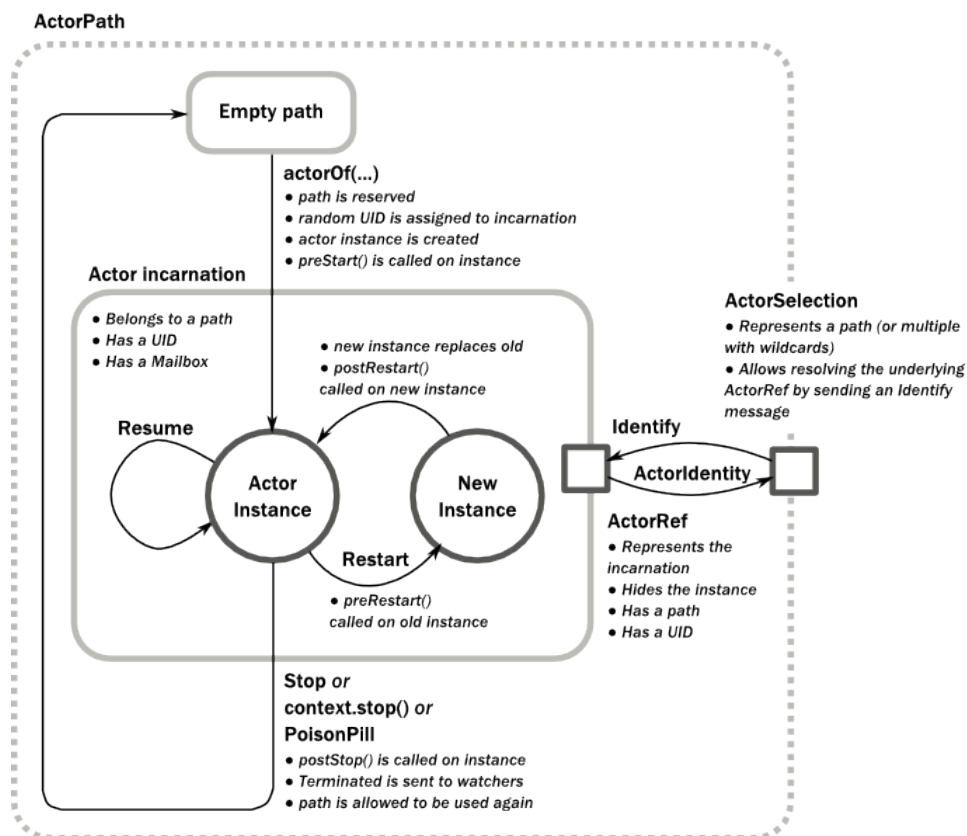 ActorPath
Empty path
actorOf(...)
● path is reserved
● random UID is assigned to incarnation
● actor instance is created
● preStart() is called on instance
Actor incarnation
● Belongs to a path
● Has a UID
● Has a Mailbox
● new instance replaces old
● postRestart()
called on new instance
Resume
Actor
Instance
New
Instance
Restart
● preRestart()
called on old instance
Identify
ActorIdentity
ActorSelection
● Represents a path (or multiple
with wildcards)
● Allows resolving the underlying
ActorRef by sending an Identify
message
ActorRef
● Represents the
incarnation
● Hides the instance
● Has a path
● Has a UID
Stop or
context.stop() or
PoisonPill
● postStop() is called on instance
● Terminated is sent to watchers
● path is allowed to be used again